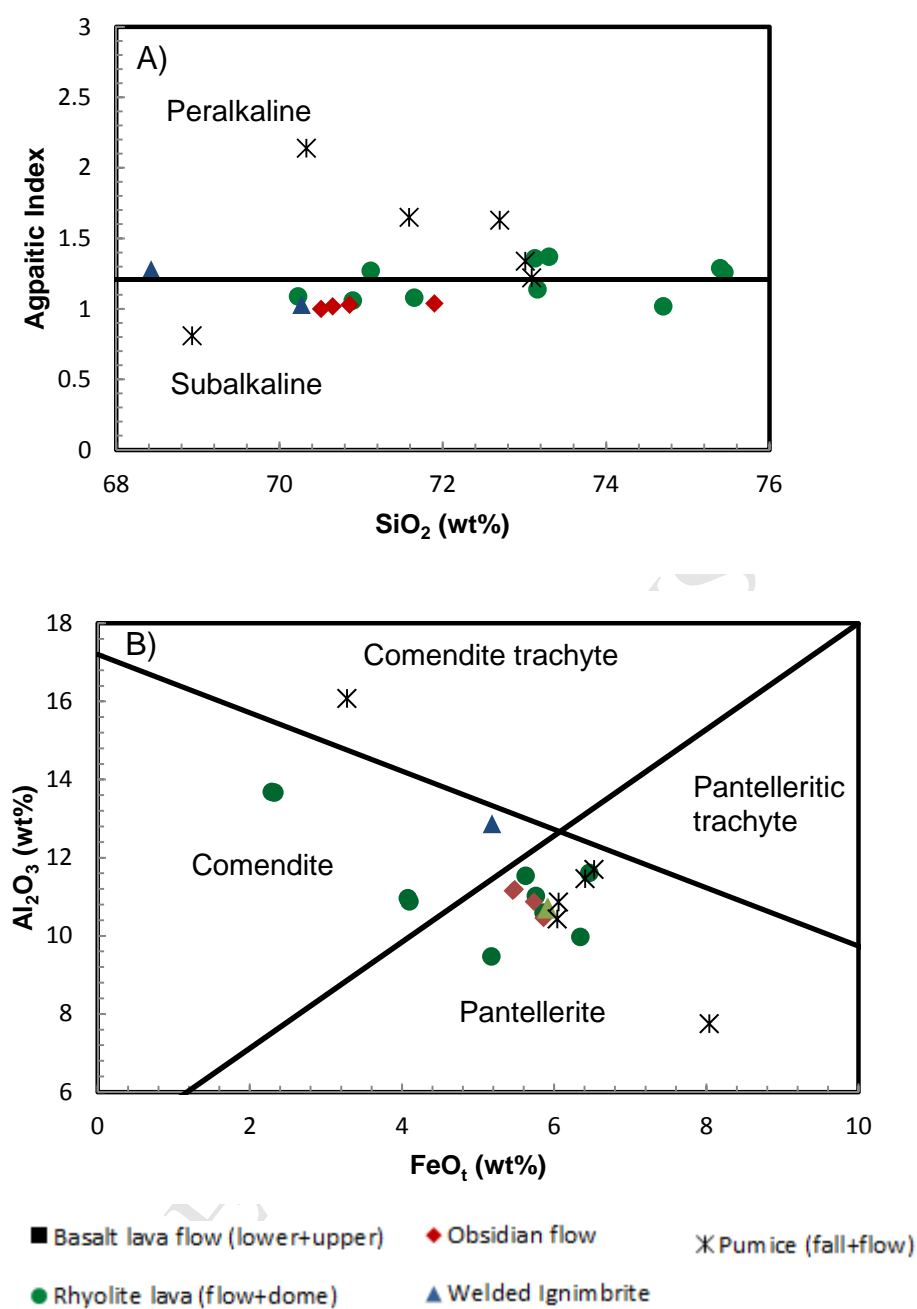 A)
Peralkaline
Subalkaline
Agpaitic Index
3
2.5
2
1.5
1
0.5
0
68
70
72
74
76
SiO₂ (wt%)
B)
Comendite trachyte
Pantelleritic
trachyte
Comendite
Pantellerite
Al₂O₃ (wt%)
18
16
14
12
10
8
6
0
2
4
6
8
10
FeOₜ (wt%)
Basalt lava flow (lower+upper)
Obsidian flow
Pumice (fall+flow)
Rhyolite lava (flow+dome)
Welded Ignimbrite